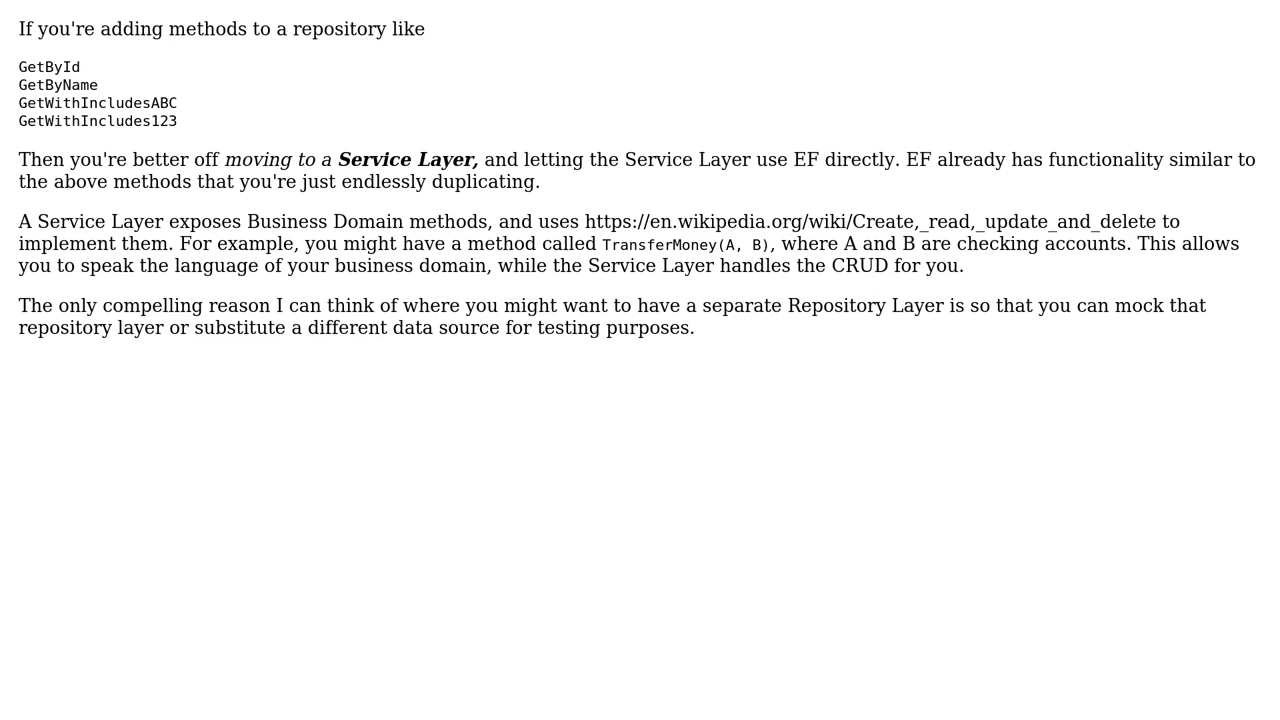 If you're adding methods to a repository like
GetById
GetByName
GetWithIncludesABC
GetWithIncludes123
Then you're better off moving to a Service Layer, and letting the Service Layer use EF directly. EF already has functionality similar to
the above methods that you're just endlessly duplicating.
A Service Layer exposes Business Domain methods, and uses https://en.wikipedia.org/wiki/Create,_read,_update_and_delete to
implement them. For example, you might have a method called TransferMoney(A, B), where A and B are checking accounts. This allows
you to speak the language of your business domain, while the Service Layer handles the CRUD for you.
The only compelling reason I can think of where you might want to have a separate Repository Layer is so that you can mock that
repository layer or substitute a different data source for testing purposes.